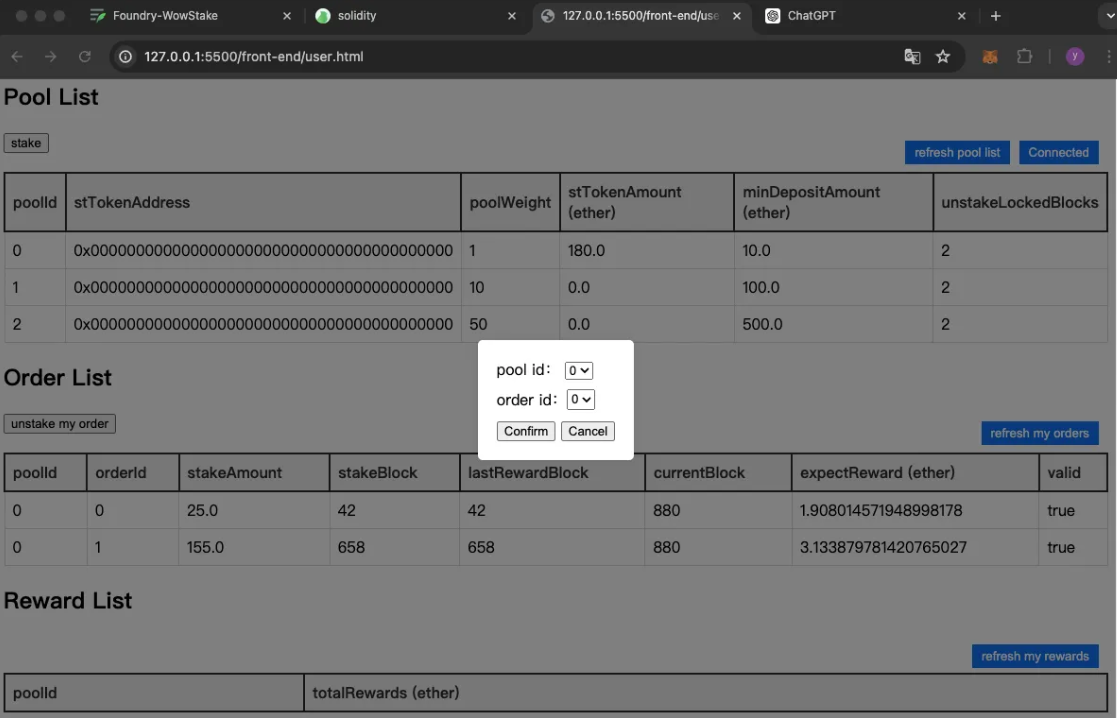 Foundry-WowStake
solidity
127.0.0.1:5500/front-end/use
ChatGPT
127.0.0.1:5500/front-end/user.html
y
Pool List
stake
refresh pool list Connected
poolId stTokenAddress poolWeight stTokenAmount (ether) minDepositAmount (ether) unstakeLockedBlocks
0 0x0000000000000000000000000000000000000000 1 180.0 10.0 2
1 0x0000000000000000000000000000000000000000 10 0.0 100.0 2
2 0x0000000000000000000000000000000000000000 50 0.0 500.0 2
pool id： 0
order id： 0
Confirm Cancel
Order List
unstake my order
refresh my orders
poolId orderId stakeAmount stakeBlock lastRewardBlock currentBlock expectReward (ether) valid
0 0 25.0 42 42 880 1.908014571948998178 true
0 1 155.0 658 658 880 3.133879781420765027 true
Reward List
refresh my rewards
poolId totalRewards (ether)